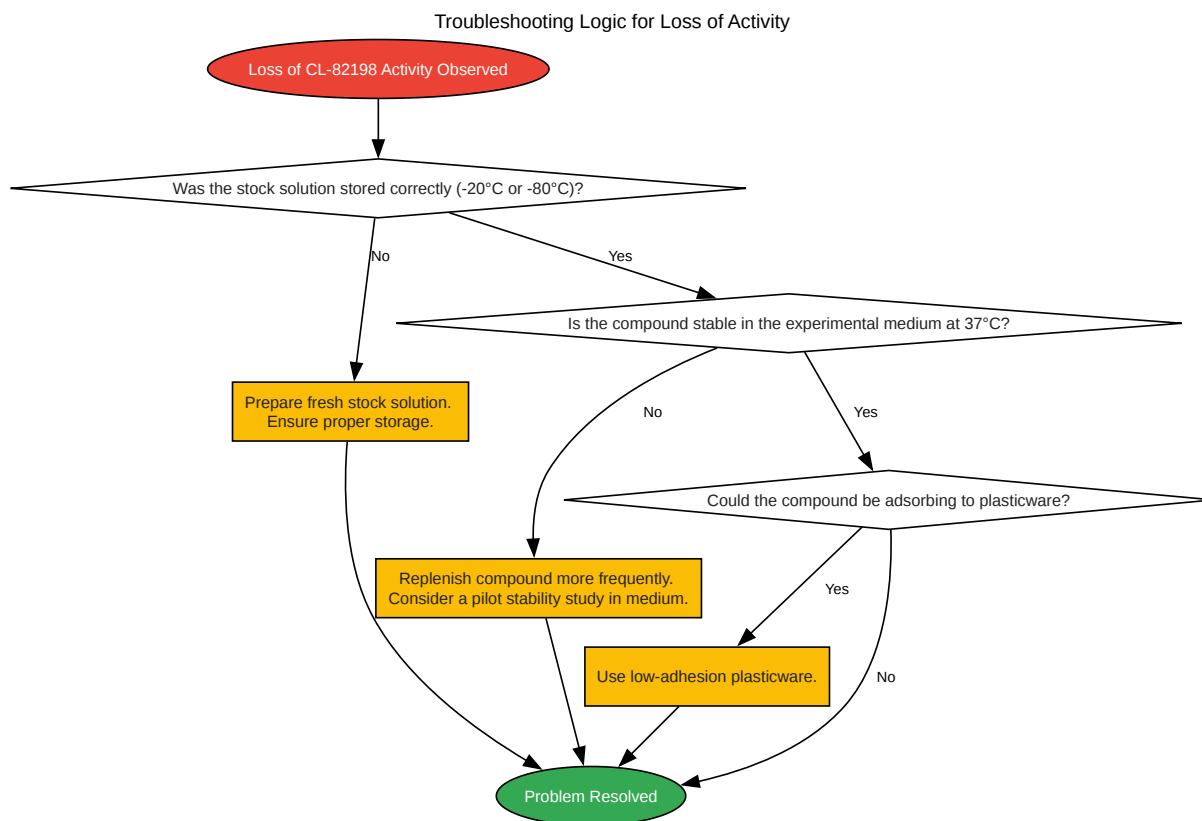 Troubleshooting Logic for Loss of Activity
Loss of CL-82198 Activity Observed
Was the stock solution stored correctly (-20°C or -80°C)?
No
Yes
Is the compound stable in the experimental medium at 37°C?
Prepare fresh stock solution.
Ensure proper storage.
No
Yes
Could the compound be adsorbing to plasticware?
Replenish compound more frequently.
Consider a pilot stability study in medium.
Yes
Use low-adhesion plasticware.
No
Problem Resolved